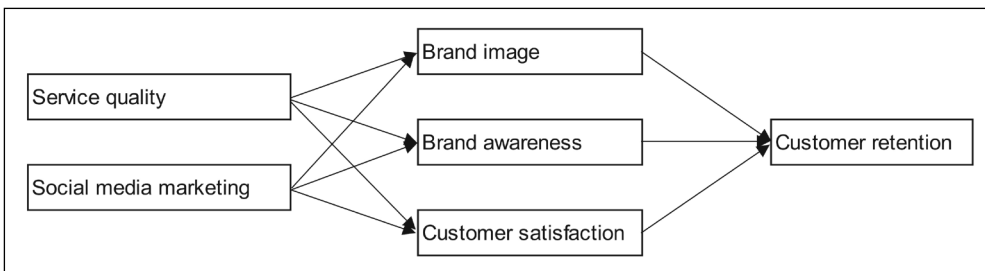 Brand image
Service quality
Brand awareness
Customer retention
Social media marketing
Customer satisfaction